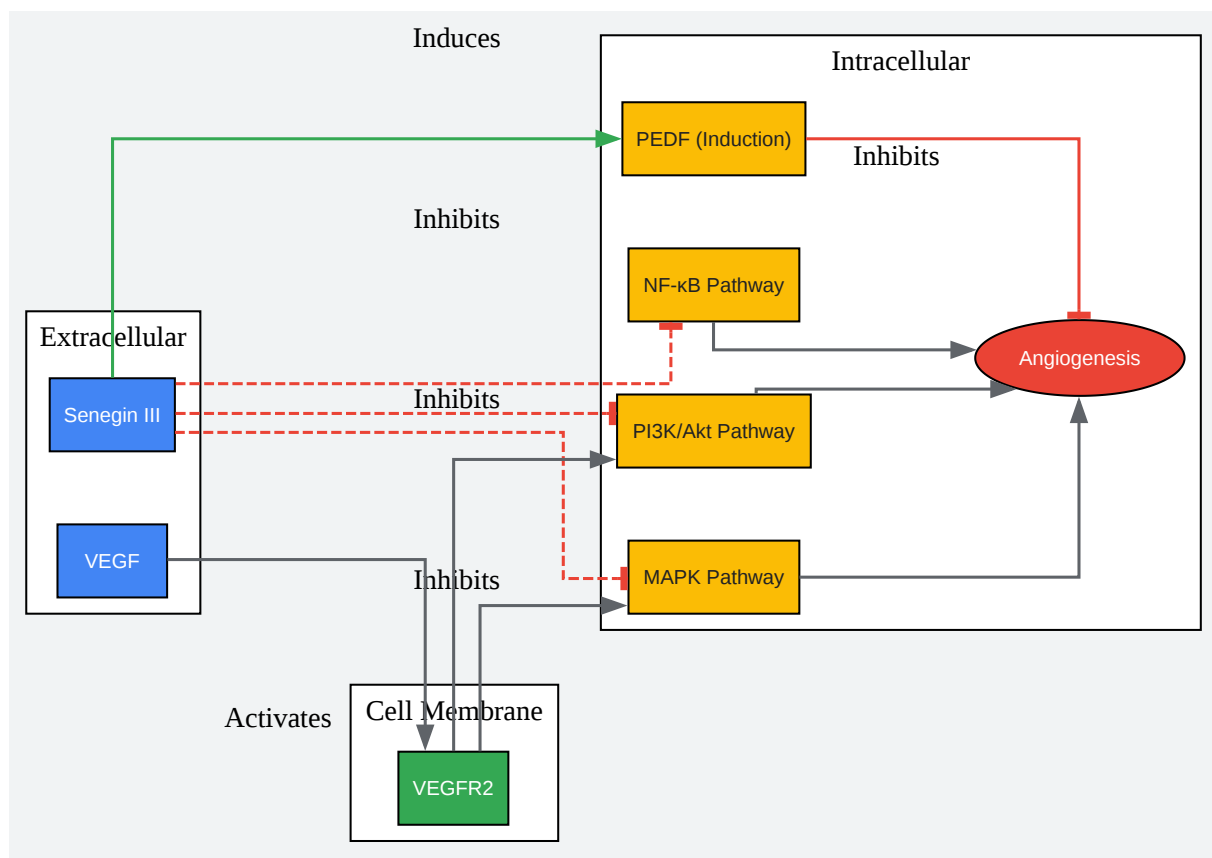 Induces
Intracellular
PEDF (Induction)
Inhibits
Inhibits
NF-κB Pathway
Extracellular
Angiogenesis
Inhibits
Senegin III
PI3K/Akt Pathway
VEGF
Inhibits
MAPK Pathway
Activates
Cell Membrane
VEGFR2